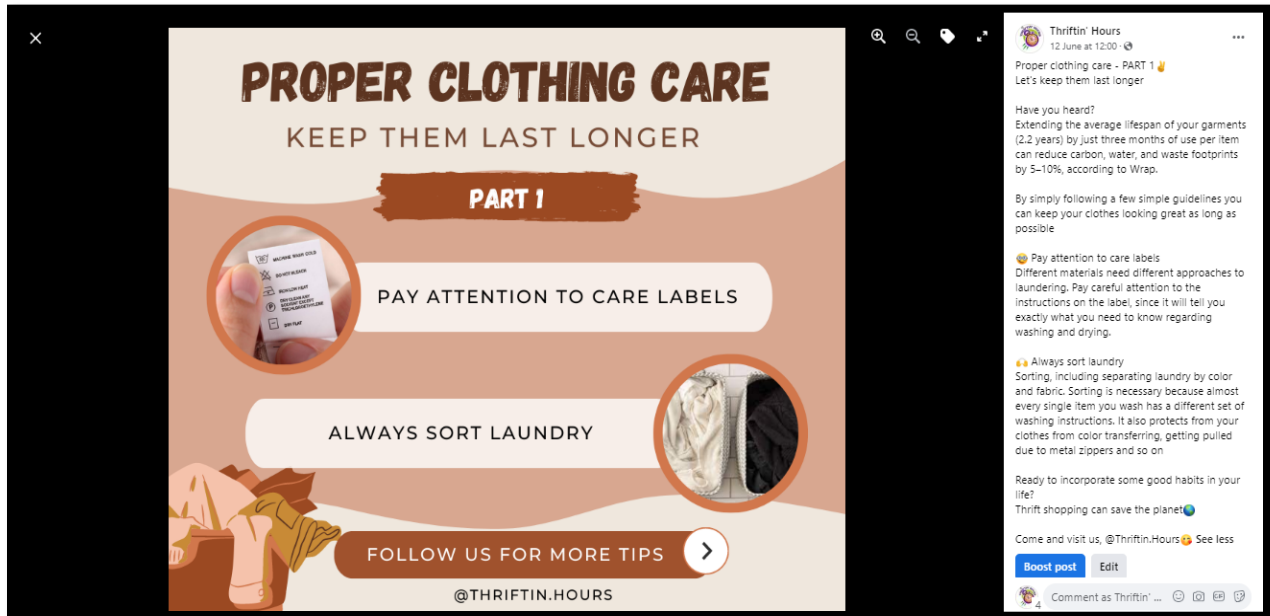 PROPER CLOTHING CARE
KEEP THEM LAST LONGER
PART 1
MACHINE WASH COLD
DO NOT BLEACH
DRY FLAT
PAY ATTENTION TO CARE LABELS
ALWAYS SORT LAUNDRY
FOLLOW US FOR MORE TIPS
@THRIFTIN.HOURS
Thriftin' Hours
12 June at 12:00 ·
Proper clothing care - PART 1✌
Let's keep them last longer
Have you heard?
Extending the average lifespan of your garments
(2.2 years) by just three months of use per item
can reduce carbon, water, and waste footprints
by 5–10%, according to Wrap.
By simply following a few simple guidelines you
can keep your clothes looking great as long as
possible
Pay attention to care labels
Different materials need different approaches to
laundering. Pay careful attention to the
instructions on the label, since it will tell you
exactly what you need to know regarding
washing and drying.
🙌 Always sort laundry
Sorting, including separating laundry by color
and fabric. Sorting is necessary because almost
every single item you wash has a different set of
washing instructions. It also protects from your
clothes from color transferring, getting pulled
due to metal zippers and so on
Ready to incorporate some good habits in your
life?
Thrift shopping can save the planet🌎
Come and visit us, @Thriftin.Hours😘 See less
Boost post Edit
4
Comment as Thriftin' ...
GIF